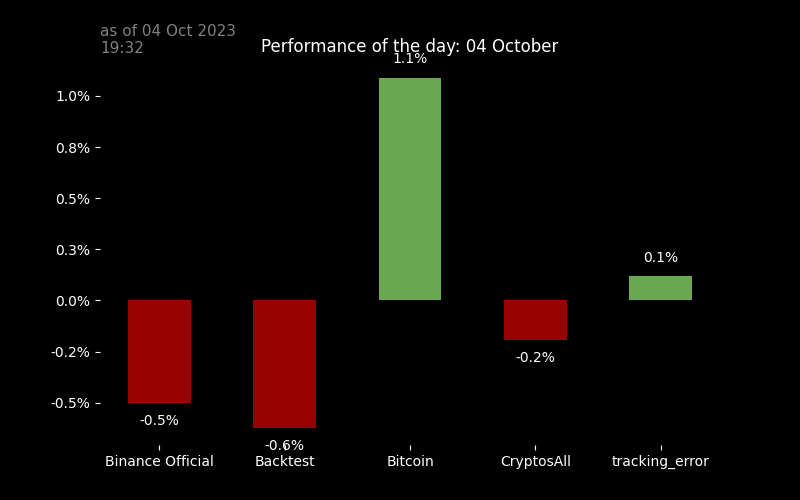 as of 04 Oct 2023
19:32
Performance of the day: 04 October
1.1%
1.0%
0.8%
0.5%
0.3%
0.1%
0.0%
-0.2%
-0.2%
-0.5%
-0.5%
-0.6%
Binance Official
Backtest
Bitcoin
CryptosAll
tracking_error